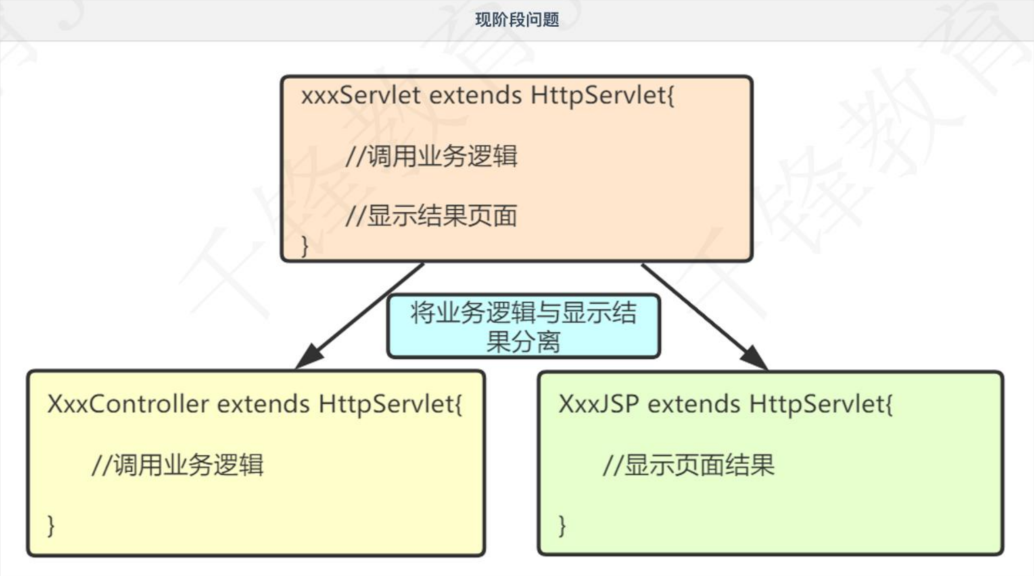 现阶段问题
xxxServlet extends HttpServlet{
//调用业务逻辑
//显示结果页面
}
将业务逻辑与显示结
果分离
XxxController extends HttpServlet{
//调用业务逻辑
}
XxxJSP extends HttpServlet{
//显示页面结果
}
千锋教育
千锋教育